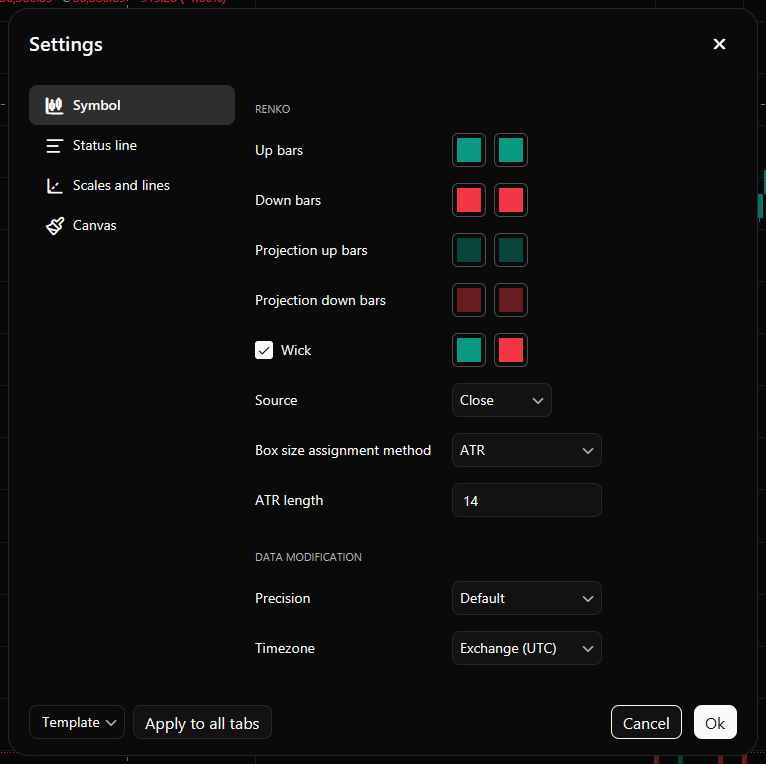 Settings
Symbol
Status line
Scales and lines
Canvas
RENKO
Up bars
Down bars
Projection up bars
Projection down bars
Wick
Source
Close
Box size assignment method
ATR
ATR length
14
DATA MODIFICATION
Precision
Default
Timezone
Exchange (UTC)
Template
Apply to all tabs
Cancel
Ok